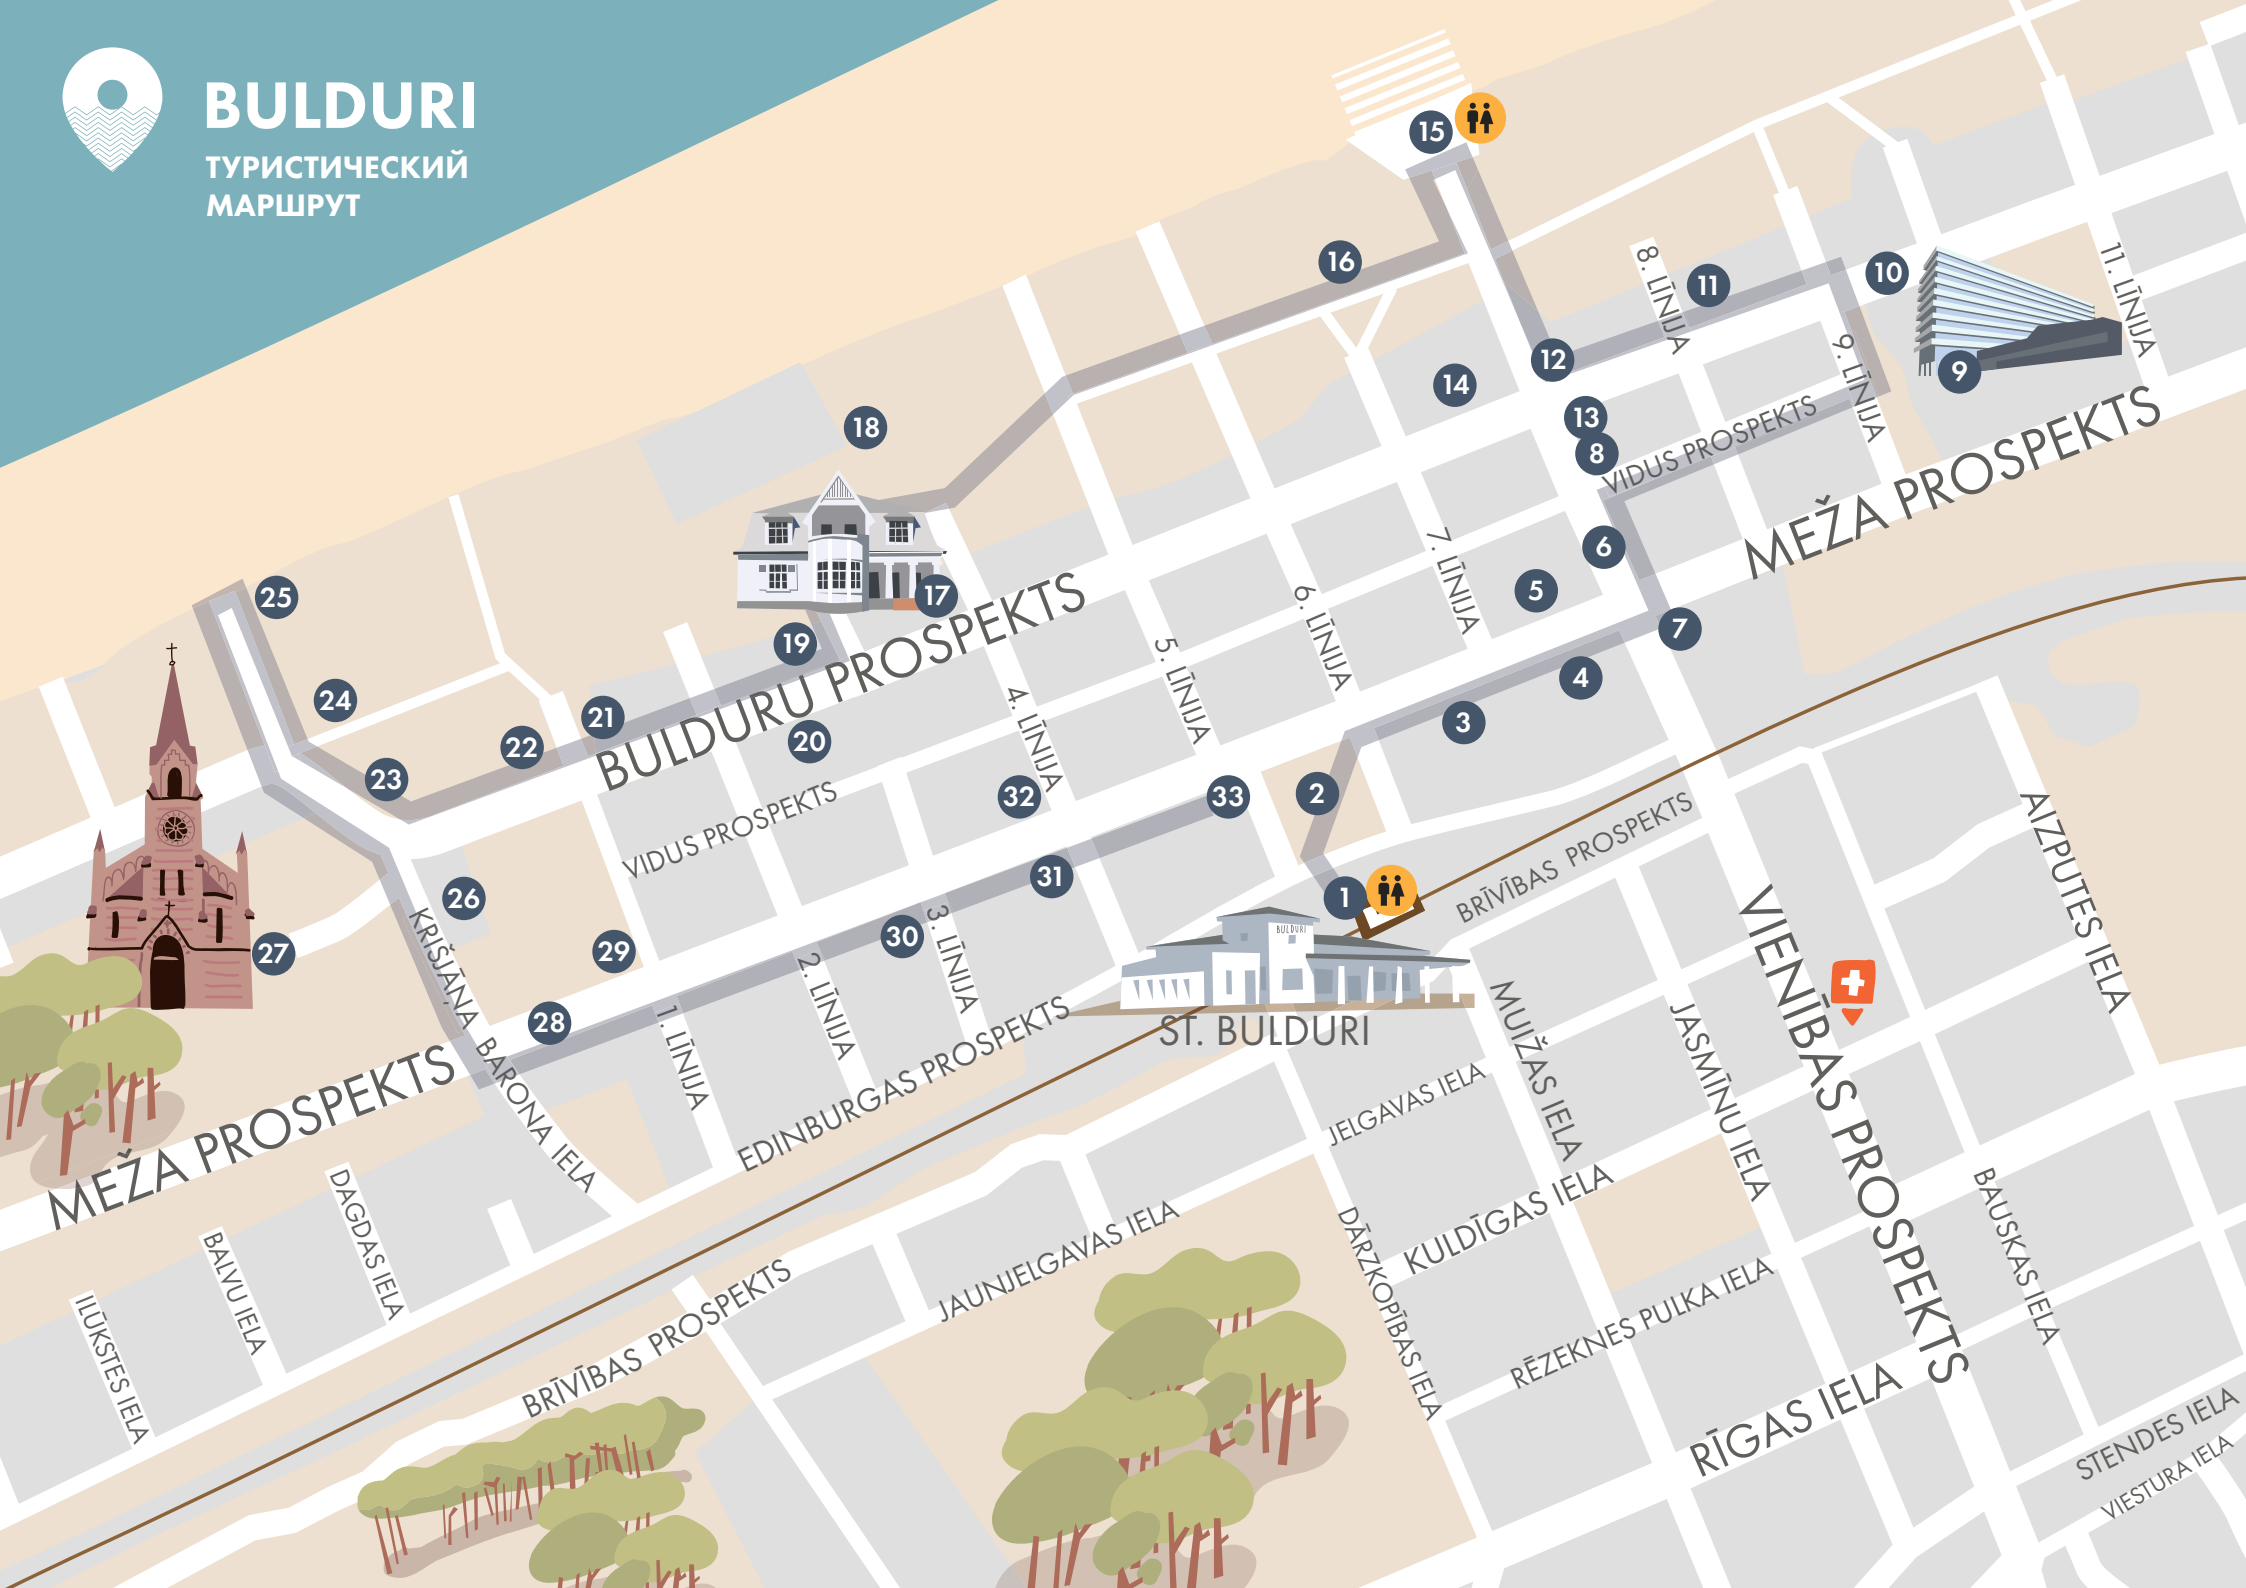 BULDURI
ТУРИСТИЧЕСКИЙ
МАРШРУТ
15
16
8. LĪNIJA
11
10
11. LĪNIJA
12
9. LĪNIJA
9
14
13
8
VIDUS PROSPEKTS
MEŽA PROSPEKTS
18
6
7. LĪNIJA
5
6. LĪNIJA
7
17
25
19
BULDURU PROSPEKTS
5. LĪNIJA
4
24
21
3
22
20
4. LĪNIJA
23
VIDUS PROSPEKTS
32
33
2
BRĪVĪBAS PROSPEKTS
AIZPUTES IELA
31
26
1
27
KRIŠJĀŅA BARONA IELA
29
30
3. LĪNIJA
BULDURI
VIENĪBAS PROSPEKTS
28
2. LĪNIJA
1. LĪNIJA
EDINBURGAS PROSPEKTS
ST. BULDURI
MUIŽAS IELA
JASMĪNU IELA
MEŽA PROSPEKTS
JELGAVAS IELA
DAGDAS IELA
KULDĪGAS IELA
BAUSKAS IELA
BALVU IELA
JAUNJELGAVAS IELA
DĀRZKOPĪBAS IELA
ILŪKSTES IELA
BRĪVĪBAS PROSPEKTS
RĒZEKNES PULKA IELA
RĪGAS IELA
STENDES IELA
VIESTURA IELA